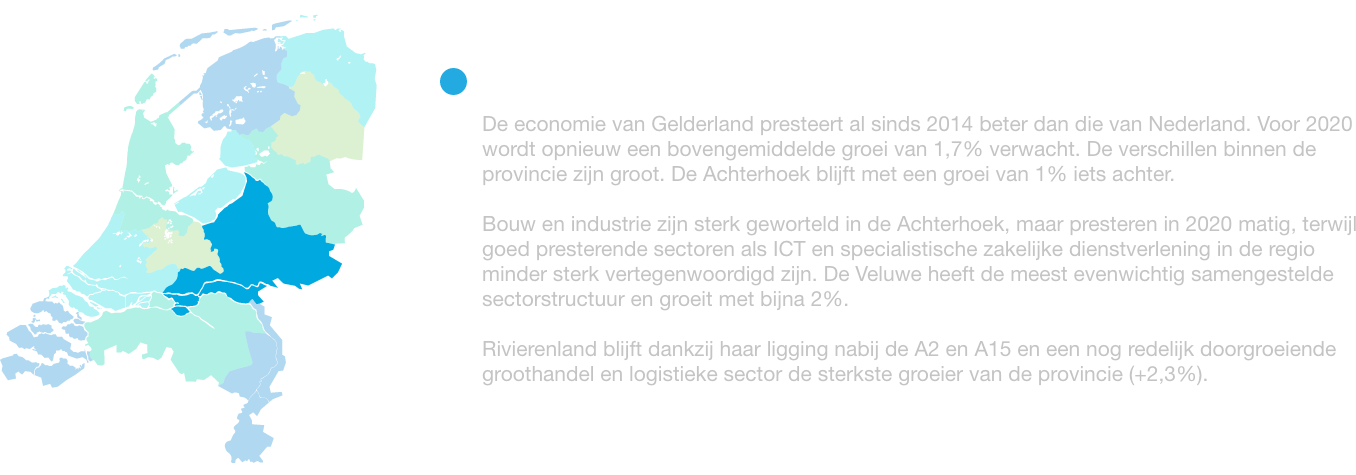 De economie van Gelderland presteert al sinds 2014 beter dan die van Nederland. Voor 2020
wordt opnieuw een bovengemiddelde groei van 1,7% verwacht. De verschillen binnen de
provincie zijn groot. De Achterhoek blijft met een groei van 1% iets achter.
Bouw en industrie zijn sterk geworteld in de Achterhoek, maar presteren in 2020 matig, terwijl
goed presterende sectoren als ICT en specialistische zakelijke dienstverlening in de regio
minder sterk vertegenwoordigd zijn. De Veluwe heeft de meest evenwichtig samengestelde
sectorstructuur en groeit met bijna 2%.
Rivierenland blijft dankzij haar ligging nabij de A2 en A15 en een nog redelijk doorgroeiende
groothandel en logistieke sector de sterkste groeier van de provincie (+2,3%).